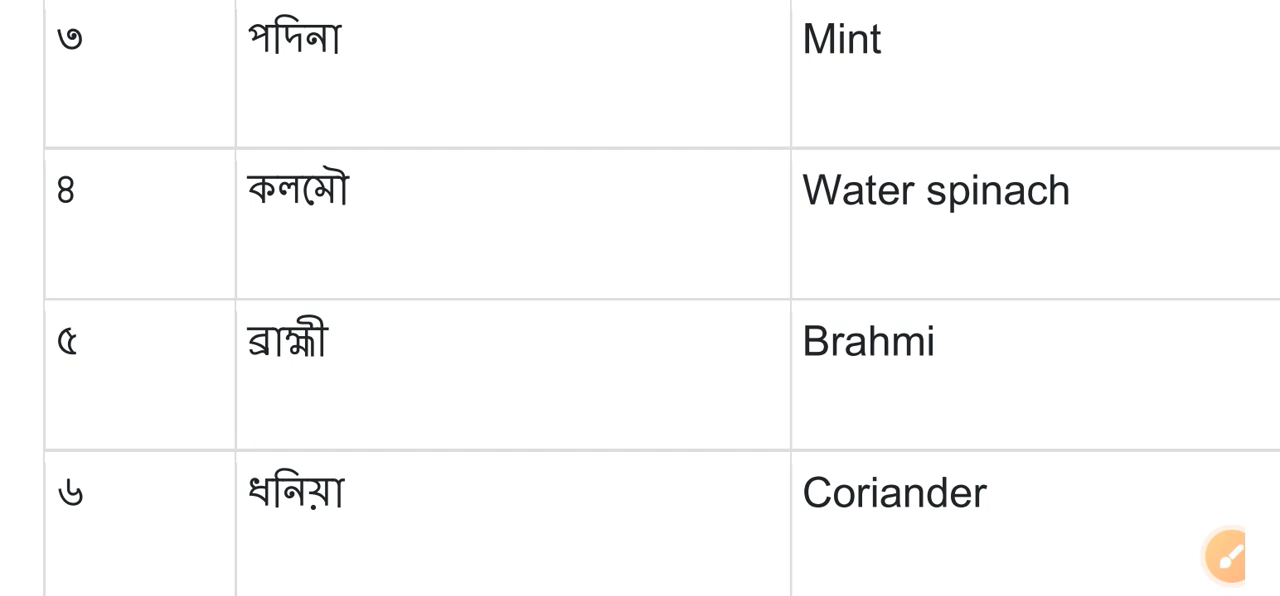 ৩ পদিনা Mint
৪ কলমৌ Water spinach
৫ ব্রাহ্মী Brahmi
৬ ধনিয়া Coriander